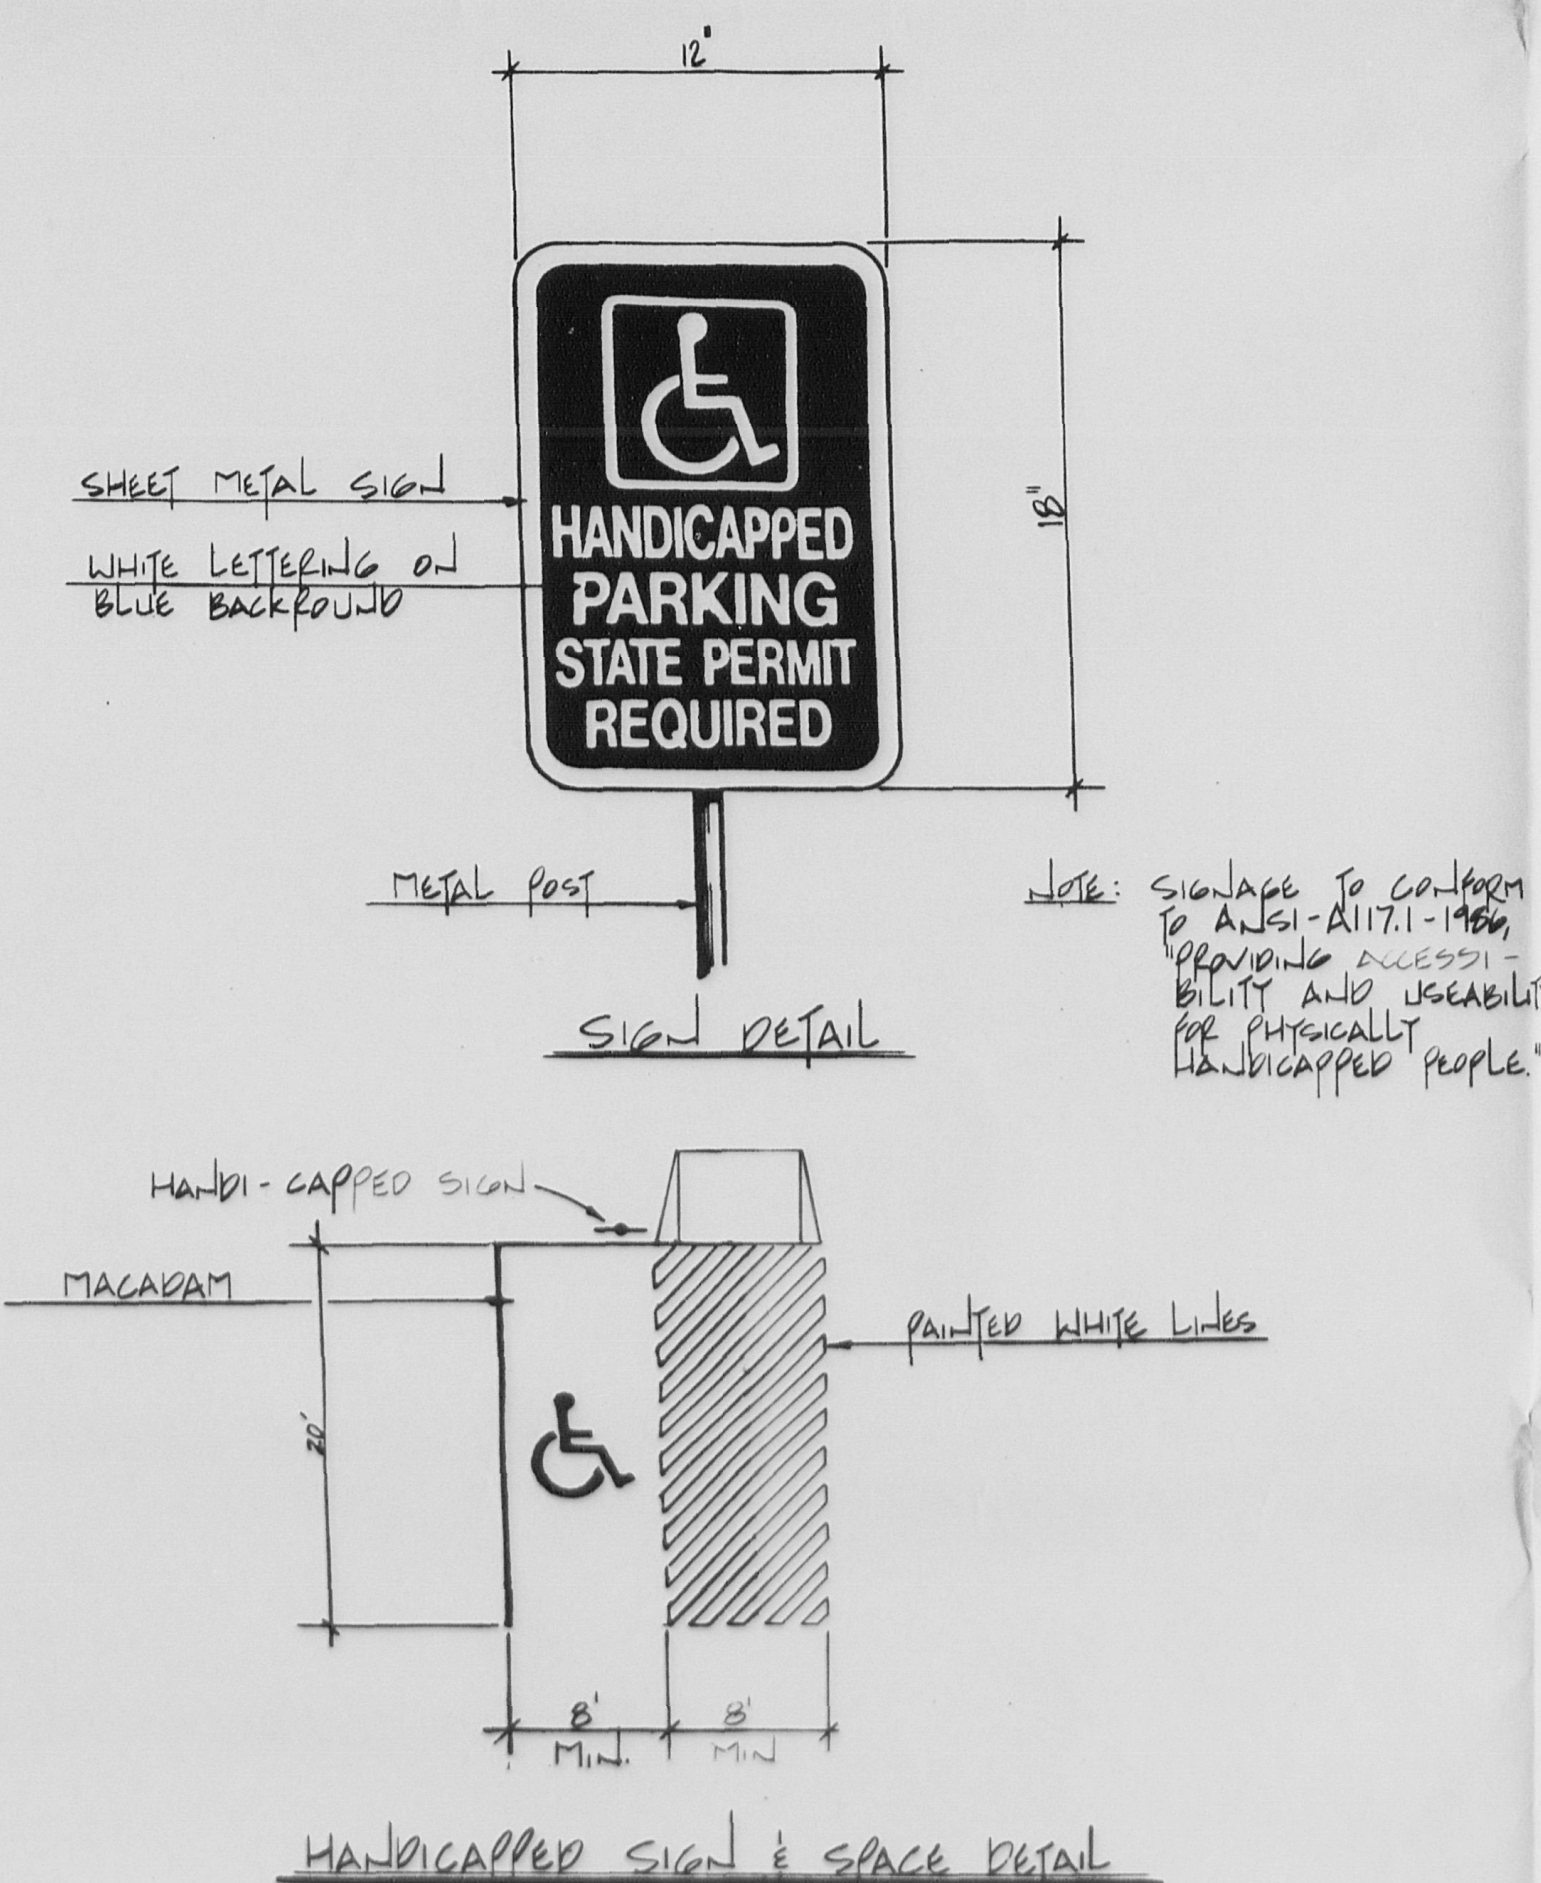 12"
SHEET METAL SIGN
WHITE LETTERING ON
BLUE BACKROUND
HANDICAPPED
PARKING
STATE PERMIT
REQUIRED
18"
METAL POST
NOTE: SIGNAGE TO CONFORM
TO ANSI-A117.1-1986,
"PROVIDING ACCESSI-
BILITY AND USEABILIT
FOR PHYSICALLY
HANDICAPPED PEOPLE."
SIGN DETAIL
HANDI-CAPPED SIGN
MACADAM
PAINTED WHITE LINES
20'
8'
MIN.
8'
MIN
HANDICAPPED SIGN & SPACE DETAIL